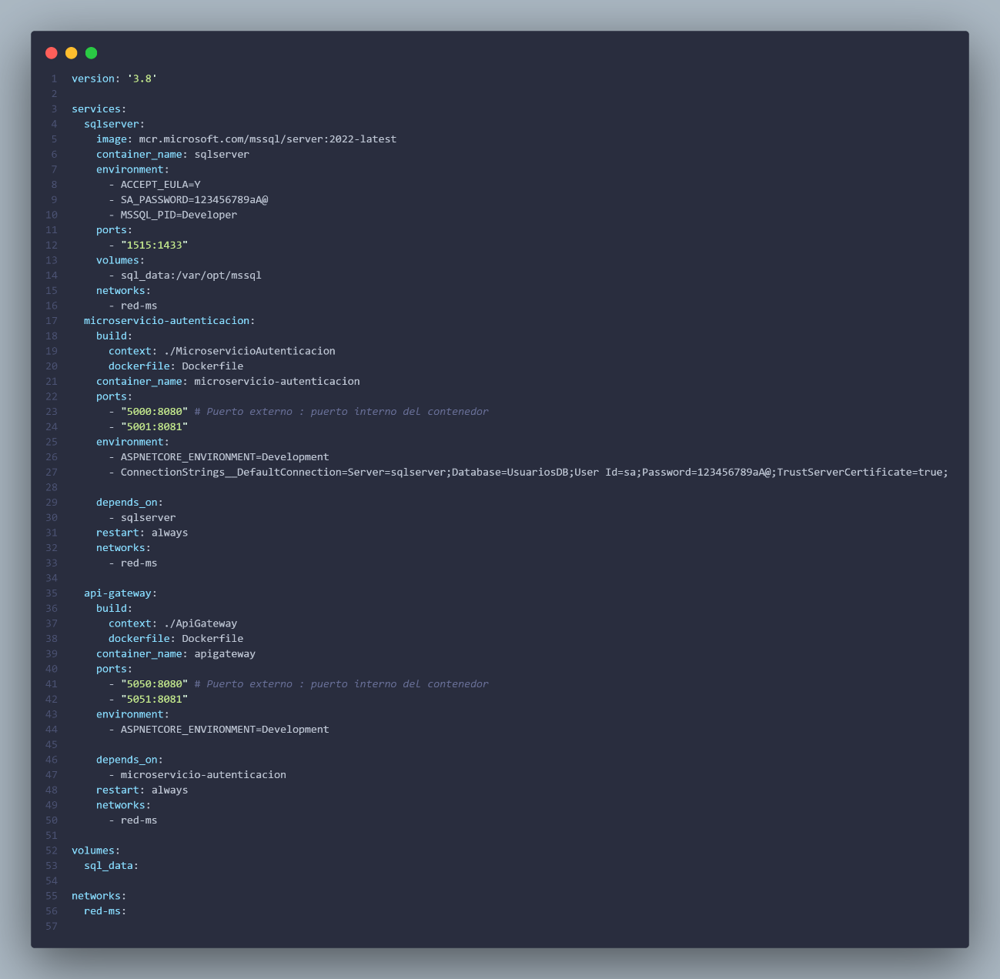 1 version: '3.8'
2
3 services:
4   sqlserver:
5     image: mcr.microsoft.com/mssql/server:2022-latest
6     container_name: sqlserver
7     environment:
8       - ACCEPT_EULA=Y
9       - SA_PASSWORD=123456789aA@
10       - MSSQL_PID=Developer
11     ports:
12       - "1515:1433"
13     volumes:
14       - sql_data:/var/opt/mssql
15     networks:
16       - red-ms
17   microservicio-autenticacion:
18     build:
19       context: ./MicroservicioAutenticacion
20       dockerfile: Dockerfile
21     container_name: microservicio-autenticacion
22     ports:
23       - "5000:8080" # Puerto externo : puerto interno del contenedor
24       - "5001:8081"
25     environment:
26       - ASPNETCORE_ENVIRONMENT=Development
27       - ConnectionStrings__DefaultConnection=Server=sqlserver;Database=UsuariosDB;User Id=sa;Password=123456789aA@;TrustServerCertificate=true;
28
29     depends_on:
30       - sqlserver
31     restart: always
32     networks:
33       - red-ms
34
35   api-gateway:
36     build:
37       context: ./ApiGateway
38       dockerfile: Dockerfile
39     container_name: apigateway
40     ports:
41       - "5050:8080" # Puerto externo : puerto interno del contenedor
42       - "5051:8081"
43     environment:
44       - ASPNETCORE_ENVIRONMENT=Development
45
46     depends_on:
47       - microservicio-autenticacion
48     restart: always
49     networks:
50       - red-ms
51
52 volumes:
53   sql_data:
54
55 networks:
56   red-ms:
57